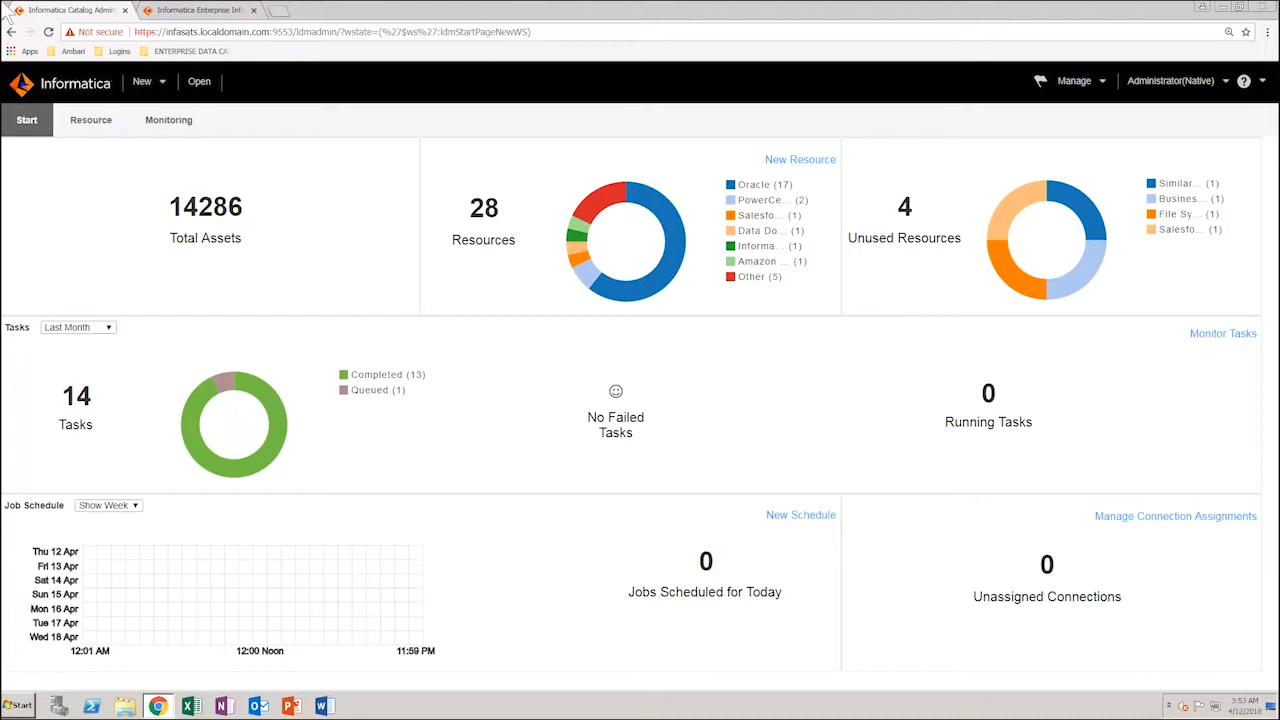 Informatica Catalog Admin
Informatica Enterprise Inf
Not secure
https://infasats.localdomain.com:9553/ldmadmin/?wstate=(%27$ws%27:ldmStartPageNewWS)
Apps
Ambari
Logins
ENTERPRISE DATA CA
Informatica
New
Open
Manage
Administrator(Native)
?
Start
Resource
Monitoring
14286
Total Assets
New Resource
28
Resources
Oracle (17)
PowerCe... (2)
Salesfo... (1)
Data Do... (1)
Informa... (1)
Amazon ... (1)
Other (5)
4
Unused Resources
Similar... (1)
Busines... (1)
File Sy... (1)
Salesfo... (1)
Tasks
Last Month
Monitor Tasks
14
Tasks
Completed (13)
Queued (1)
No Failed
Tasks
0
Running Tasks
Job Schedule
Show Week
New Schedule
Manage Connection Assignments
Thu 12 Apr
Fri 13 Apr
Sat 14 Apr
Sun 15 Apr
Mon 16 Apr
Tue 17 Apr
Wed 18 Apr
12:01 AM
12:00 Noon
11:59 PM
0
Jobs Scheduled for Today
0
Unassigned Connections
Start
3:53 AM
4/12/2018